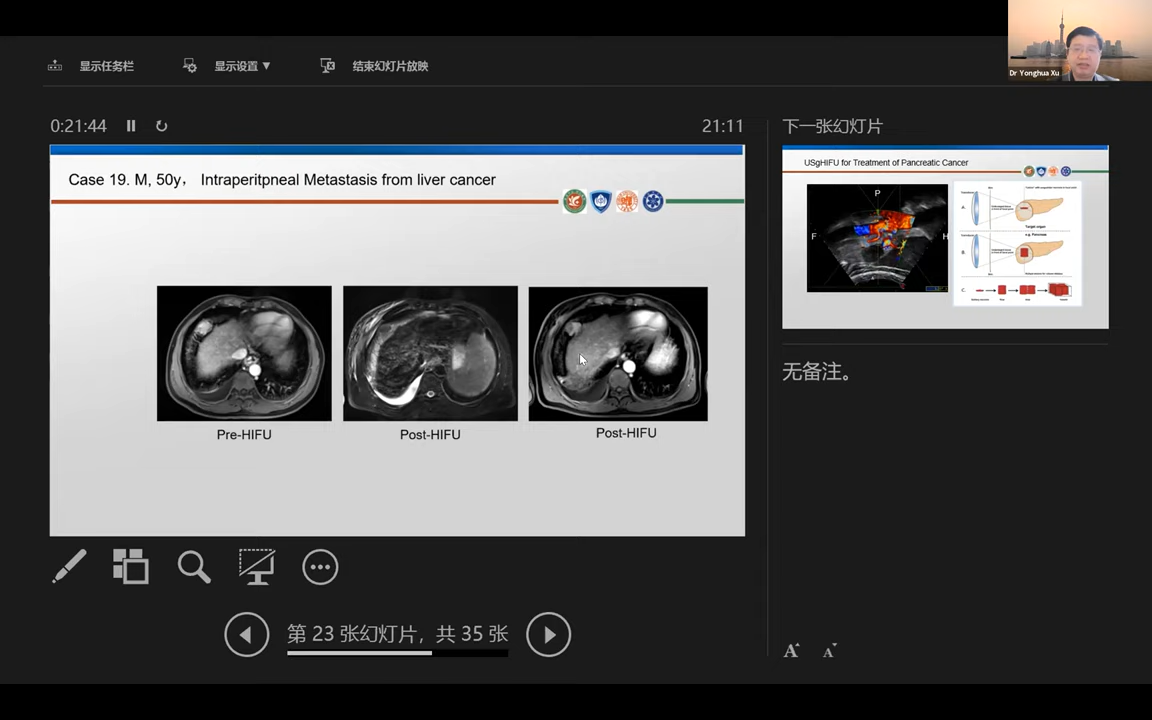 Dr Yonghua Xu
显示任务栏
显示设置 ▼
结束幻灯片放映
0:21:44
21:11
下一张幻灯片
Case 19. M, 50y， Intraperitpneal Metastasis from liver cancer
Pre-HIFU
Post-HIFU
Post-HIFU
USgHIFU for Treatment of Pancreatic Cancer
P
F
H
A.
Target organ
e.g. Pancreas
B.
C.
无备注。
第 23 张幻灯片，共 35 张
A
A